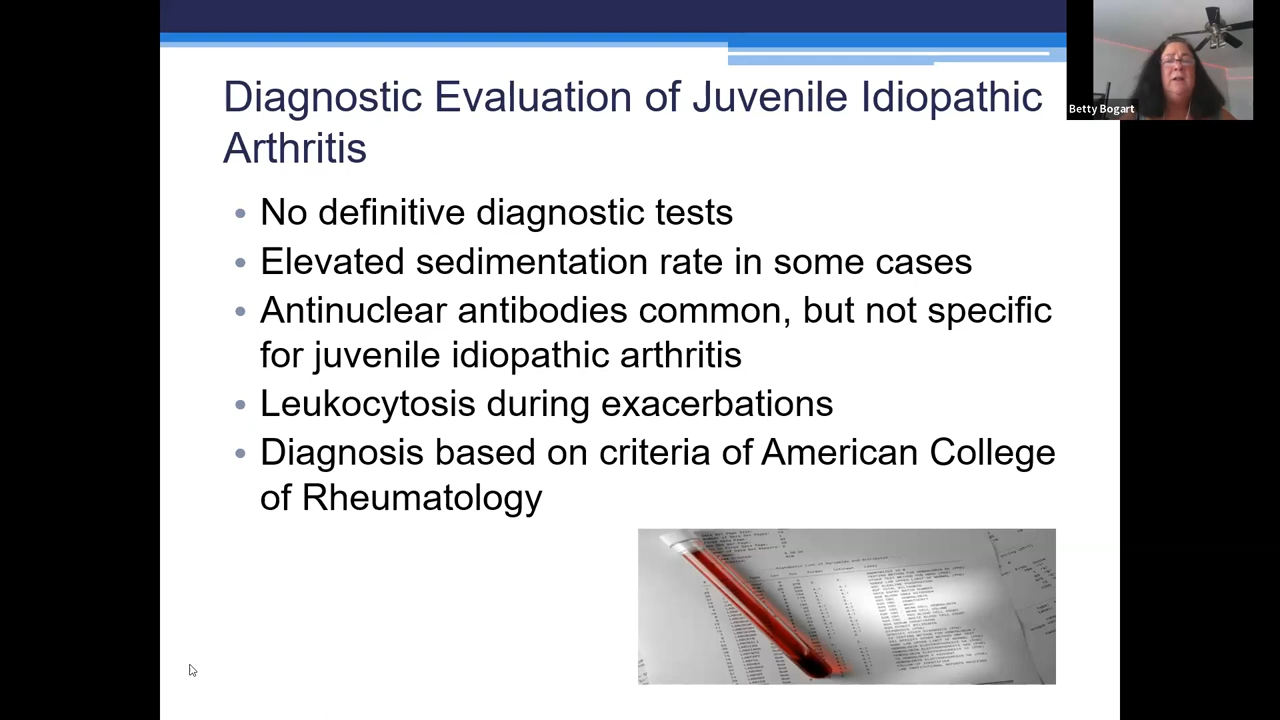 Diagnostic Evaluation of Juvenile Idiopathic
Arthritis
Betty Bogart
• No definitive diagnostic tests
• Elevated sedimentation rate in some cases
• Antinuclear antibodies common, but not specific
for juvenile idiopathic arthritis
• Leukocytosis during exacerbations
• Diagnosis based on criteria of American College
of Rheumatology